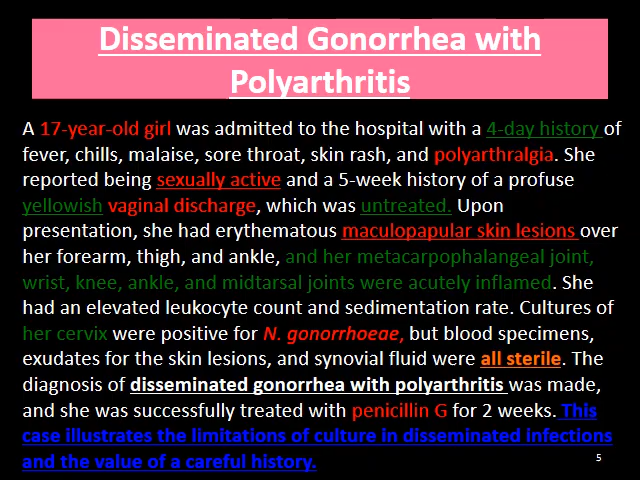 Disseminated Gonorrhea with
Polyarthritis
A 17-year-old girl was admitted to the hospital with a 4-day history of
fever, chills, malaise, sore throat, skin rash, and polyarthralgia. She
reported being sexually active and a 5-week history of a profuse
yellowish vaginal discharge, which was untreated. Upon
presentation, she had erythematous maculopapular skin lesions over
her forearm, thigh, and ankle, and her metacarpophalangeal joint,
wrist, knee, ankle, and midtarsal joints were acutely inflamed. She
had an elevated leukocyte count and sedimentation rate. Cultures of
her cervix were positive for N. gonorrhoeae, but blood specimens,
exudates for the skin lesions, and synovial fluid were all sterile. The
diagnosis of disseminated gonorrhea with polyarthritis was made,
and she was successfully treated with penicillin G for 2 weeks. This
case illustrates the limitations of culture in disseminated infections
and the value of a careful history.
5